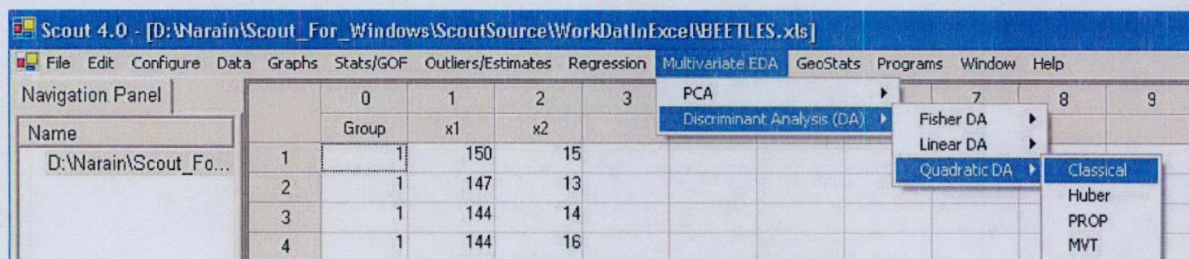 Scout 4.0 - [D:\Narain\Scout_For_Windows\ScoutSource\WorkDatInExcel\BEETLES.xls]
File Edit Configure Data Graphs Stats/GOF Outliers/Estimates Regression Multivariate EDA GeoStats Programs Window Help
Navigation Panel
0 1 2 3 7 8 9
PCA
Name
Group x1 x2
Discriminant Analysis (DA)
Fisher DA
D:\Narain\Scout_Fo...
Linear DA
1 1 150 15
Quadratic DA
Classical
2 1 147 13
Huber
3 1 144 14
PROP
4 1 144 16
MVT